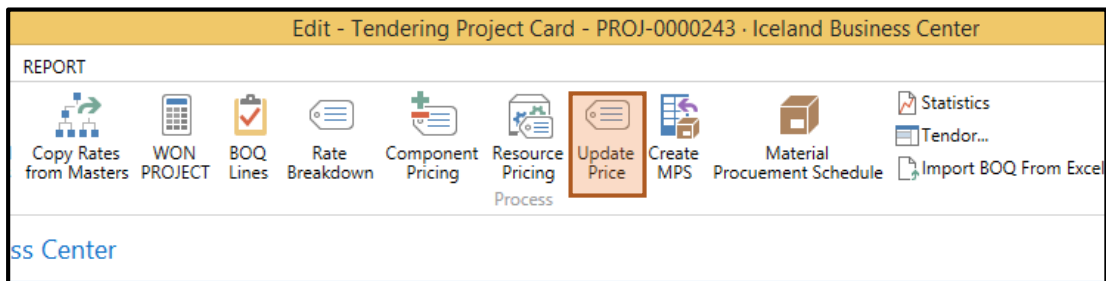 Edit - Tendering Project Card - PROJ-0000243 · Iceland Business Center
REPORT
Copy Rates
from Masters
WON
PROJECT
BOQ
Lines
Rate
Breakdown
Component
Pricing
Resource
Pricing
Update
Price
Create
MPS
Material
Procuement Schedule
Statistics
Tendor...
Import BOQ From Excel
Process
ss Center